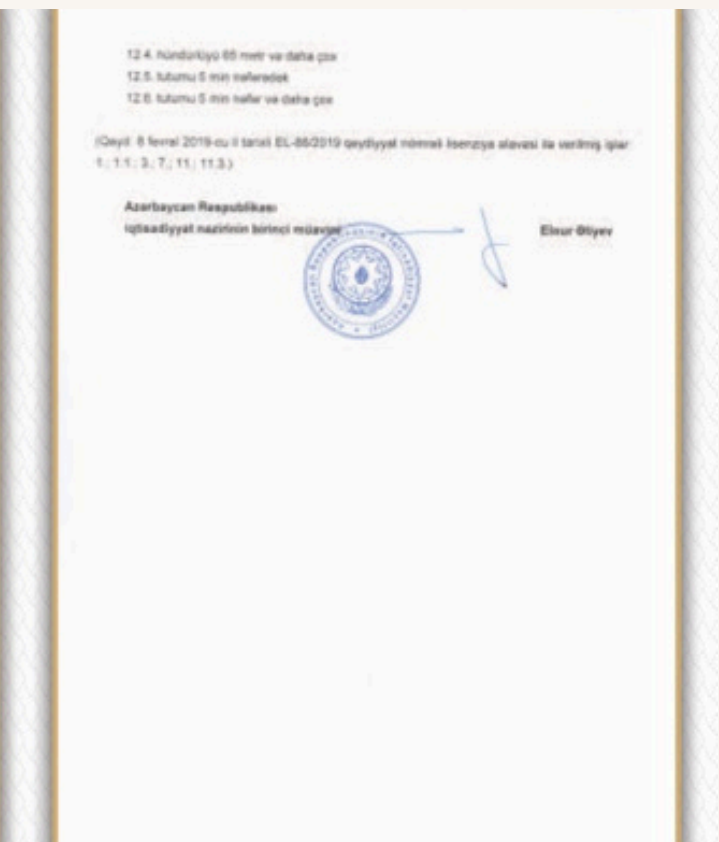 12.4. hündürlüyü 65 metr və daha çox
12.5. tutumu 5 min nəfərədək
12.6. tutumu 5 min nəfər və daha çox
(Qeyd: 8 fevral 2019-cu il tarixli EL-86/2019 qeydiyyat nömrəli lisenziya əlavəsi ilə verilmiş işlər:
1.; 1.1.; 3.; 7.; 11.; 11.3.)
Azərbaycan Respublikası
iqtisadiyyat nazirinin birinci müavini
Elnur Əliyev